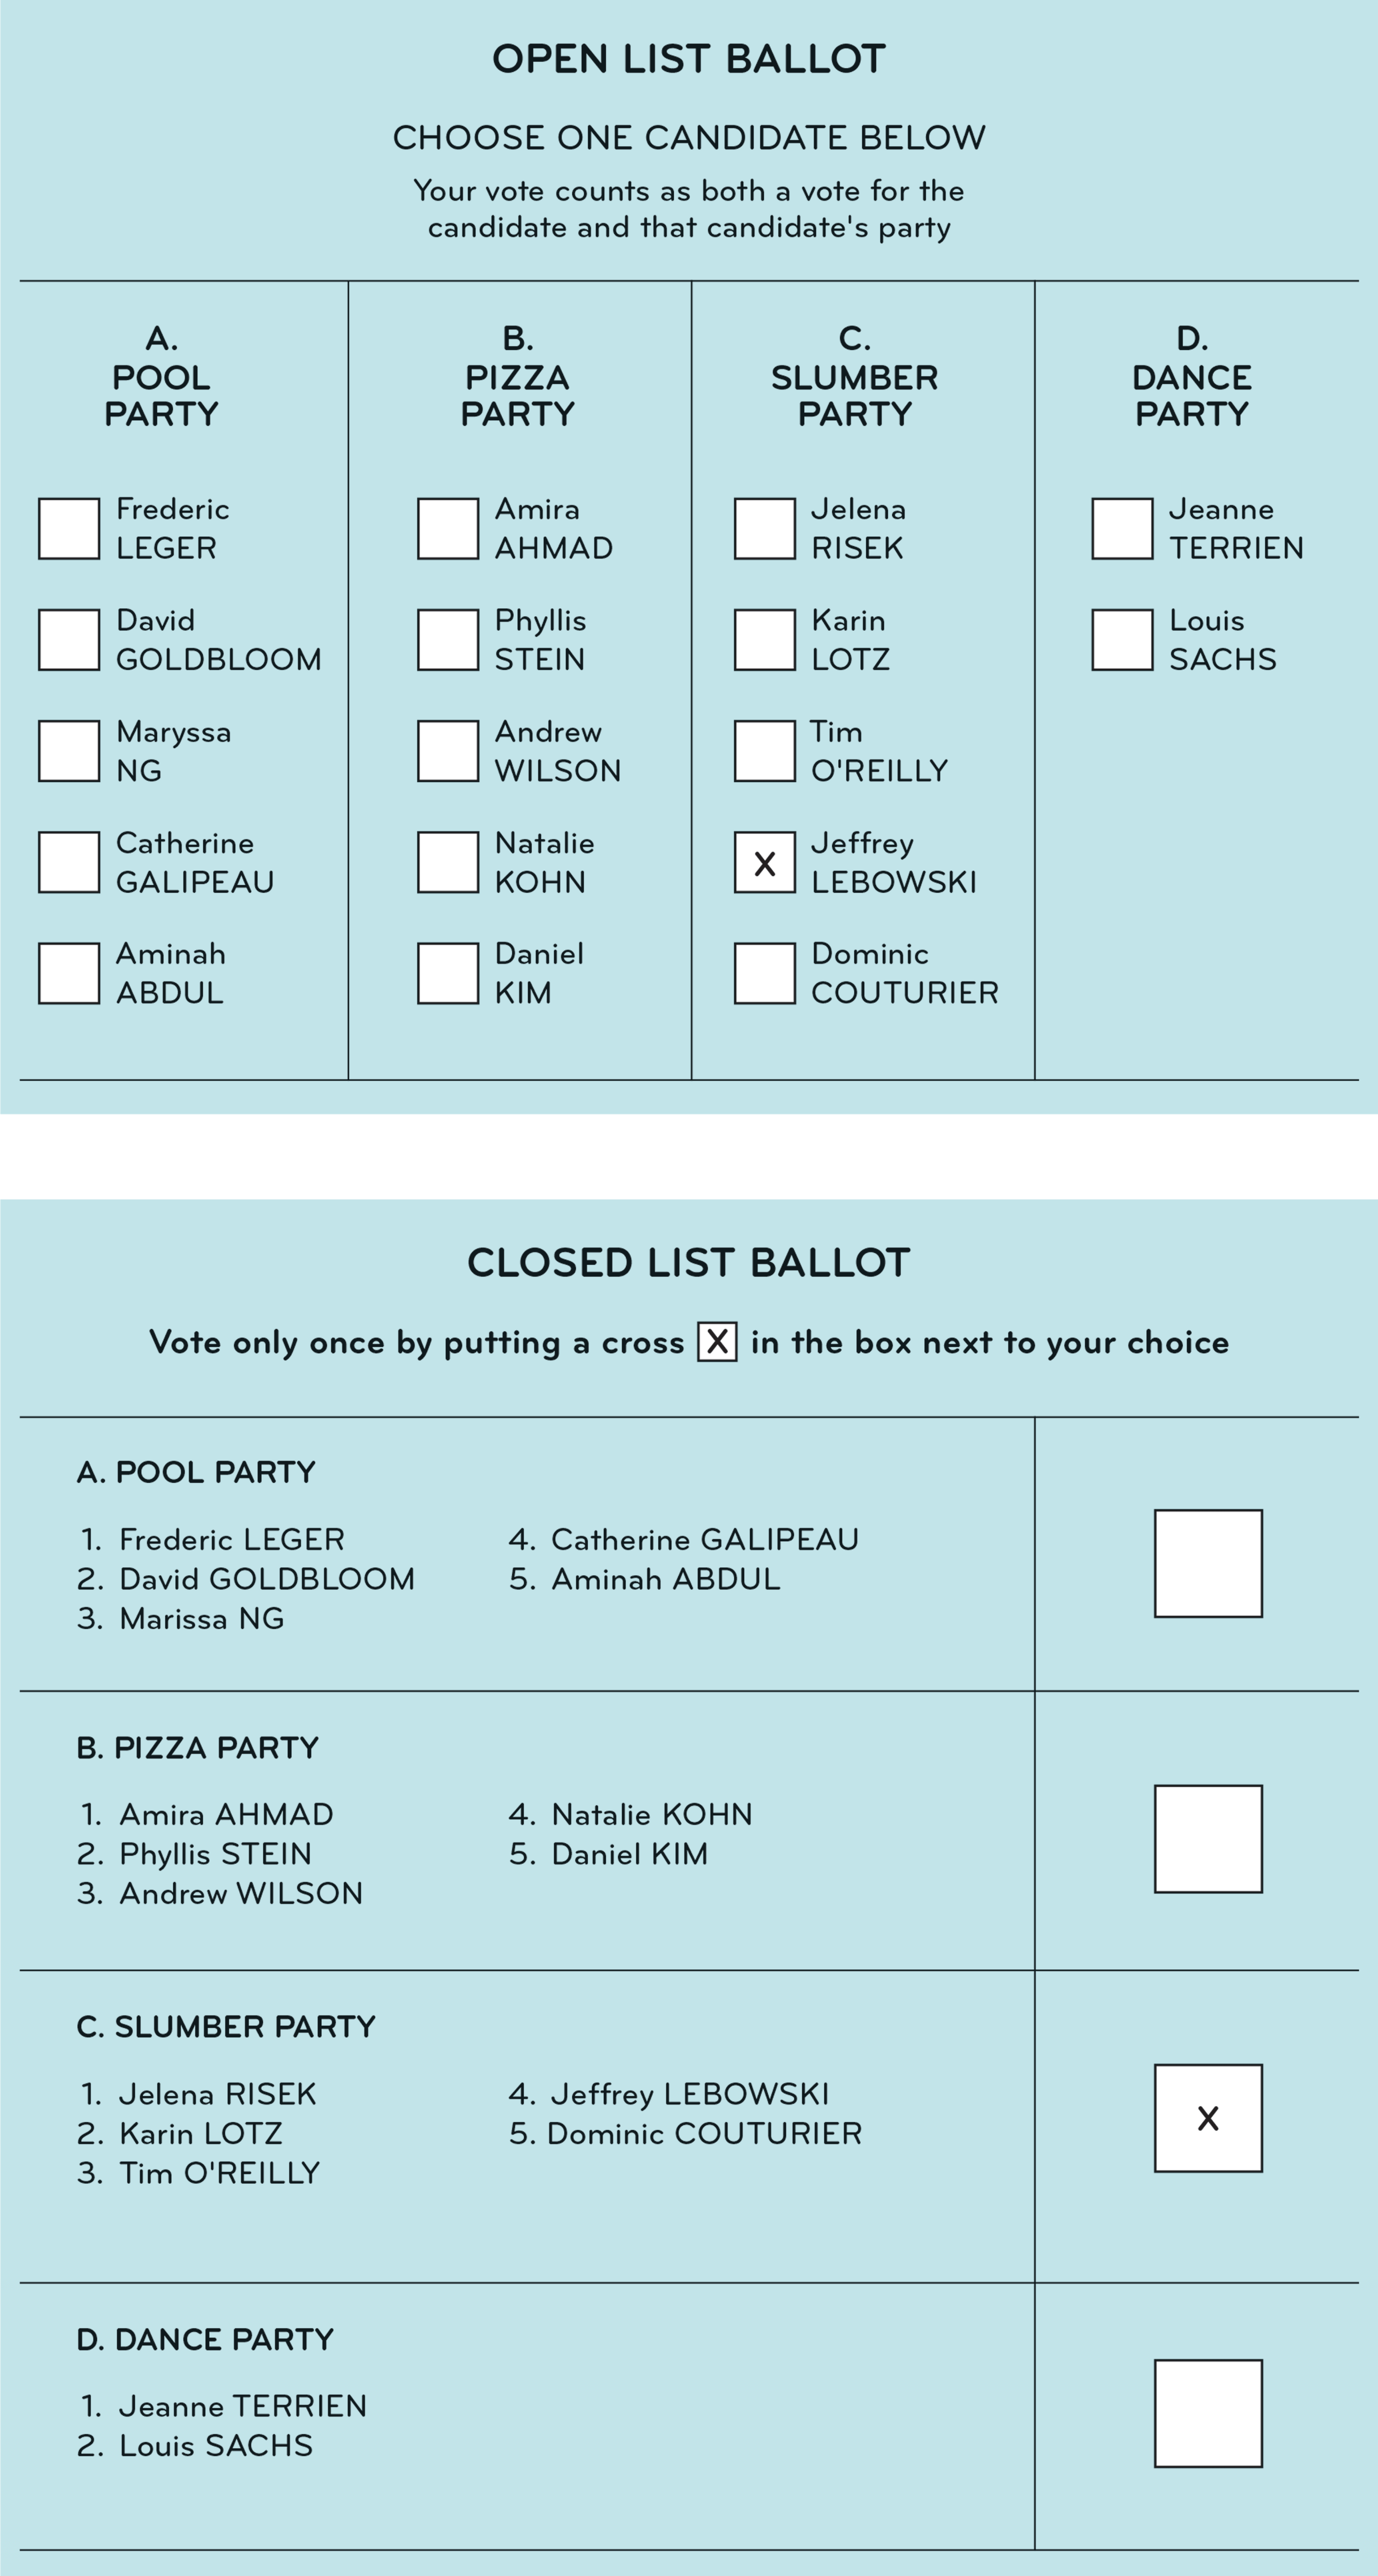 OPEN LIST BALLOT
CHOOSE ONE CANDIDATE BELOW
Your vote counts as both a vote for the
candidate and that candidate's party
A.
POOL
PARTY
Frederic
LEGER
David
GOLDBLOOM
Maryssa
NG
Catherine
GALIPEAU
Aminah
ABDUL
B.
PIZZA
PARTY
Amira
AHMAD
Phyllis
STEIN
Andrew
WILSON
Natalie
KOHN
Daniel
KIM
C.
SLUMBER
PARTY
Jelena
RISEK
Karin
LOTZ
Tim
O'REILLY
X Jeffrey
LEBOWSKI
Dominic
COUTURIER
D.
DANCE
PARTY
Jeanne
TERRIEN
Louis
SACHS
CLOSED LIST BALLOT
Vote only once by putting a cross X in the box next to your choice
A. POOL PARTY
1. Frederic LEGER
2. David GOLDBLOOM
3. Marissa NG
4. Catherine GALIPEAU
5. Aminah ABDUL
B. PIZZA PARTY
1. Amira AHMAD
2. Phyllis STEIN
3. Andrew WILSON
4. Natalie KOHN
5. Daniel KIM
C. SLUMBER PARTY
1. Jelena RISEK
2. Karin LOTZ
3. Tim O'REILLY
4. Jeffrey LEBOWSKI
5. Dominic COUTURIER
X
D. DANCE PARTY
1. Jeanne TERRIEN
2. Louis SACHS